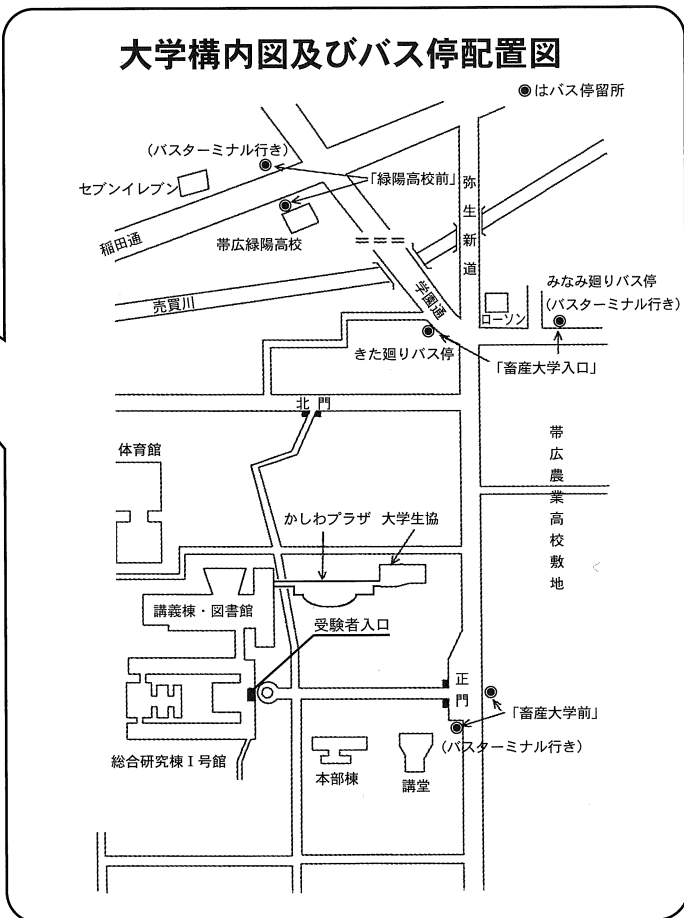 大学構内図及びバス停配置図
◉はバス停留所
(バスターミナル行き)
「緑陽高校前」
セブンイレブン
弥生新道
帯広緑陽高校
稲田通
学園通
売買川
みなみ廻りバス停
(バスターミナル行き)
ローソン
きた廻りバス停
「畜産大学入口」
北門
体育館
帯広農業高校敷地
かしわプラザ
大学生協
講義棟・図書館
受験者入口
正門
「畜産大学前」
(バスターミナル行き)
総合研究棟Ⅰ号館
本部棟
講堂